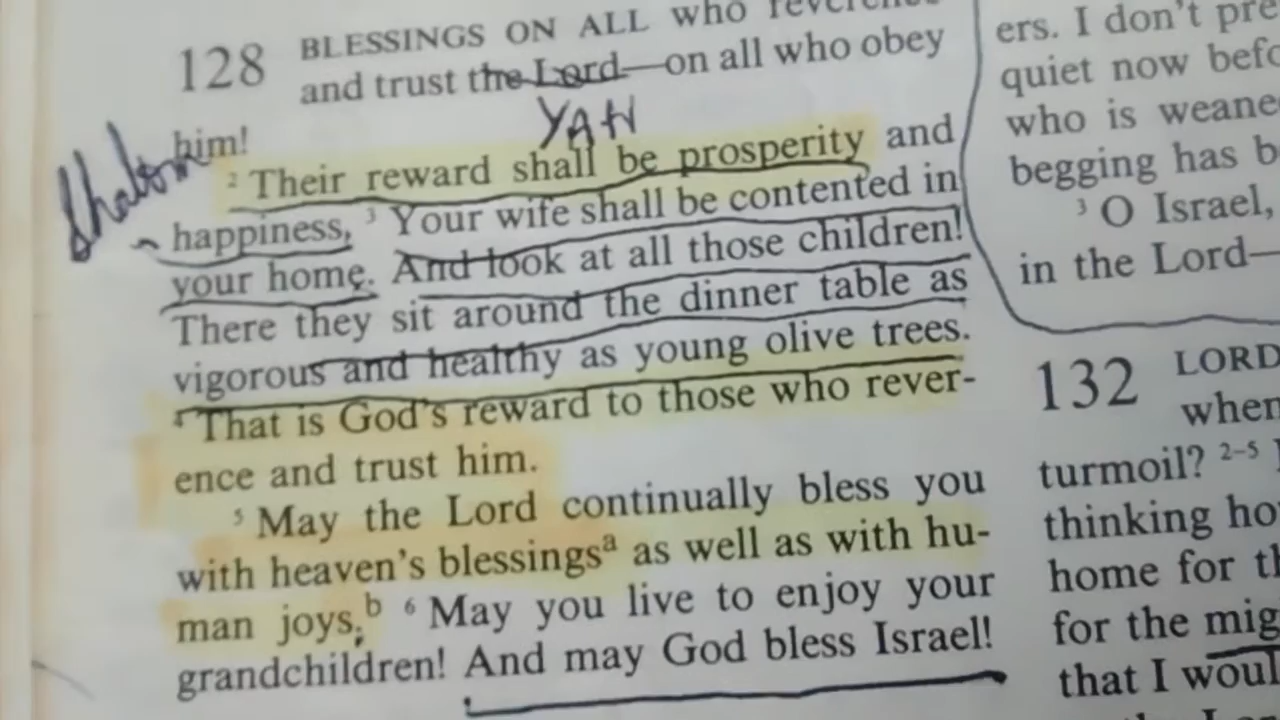 128 BLESSINGS ON ALL who reverence
and trust the Lord—on all who obey
YAH
Shalom
him!
2 Their reward shall be prosperity and
happiness. 3 Your wife shall be contented in
your home. And look at all those children!
There they sit around the dinner table as
vigorous and healthy as young olive trees.
4 That is God's reward to those who rever-
ence and trust him.
5 May the Lord continually bless you
with heaven's blessingsa as well as with hu-
man joys.b 6 May you live to enjoy your
grandchildren! And may God bless Israel!
ers. I don't
quiet now
who is
begging has
3 O Israel,
in the Lord—
132 LORD
when
turmoil? 2–5
thinking
home for
for the
that I